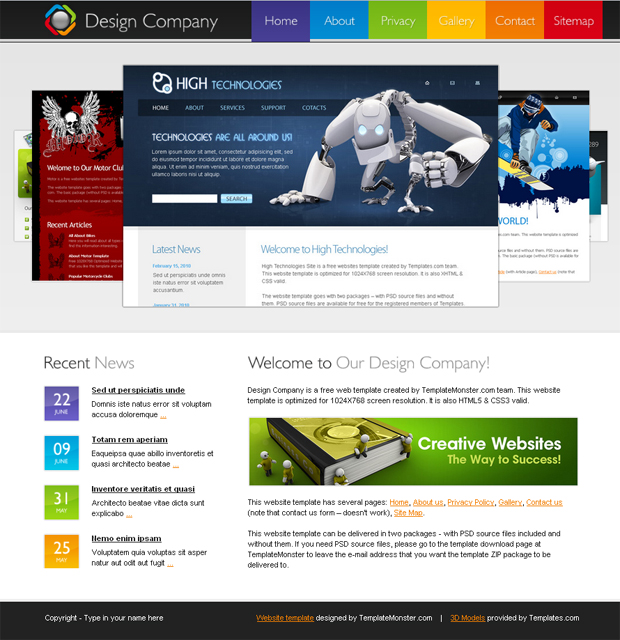 Design Company
Home
About
Privacy
Gallery
Contact
Sitemap
HIGH TECHNOLOGIES
HOME
ABOUT
SERVICES
SUPPORT
COTACTS
TECHNOLOGIES ARE ALL AROUND US!
Lorem ipsum dolor sit amet, consectetur adipisicing elit, sed
do eiusmod tempor incididunt ut labore et dolore magna
aliqua. Ut enim ad minim veniam, quis nostrud exercitation
ullamco laboris nisi ut aliquip.
SEARCH
Latest News
February 15, 2010
Sed ut perspiciatis unde omnis
iste natus error sit voluptatem
accusantum.
Welcome to High Technologies!
High Technologies Site is a free websites template created by Templates.com team.
This website template is optimized for 1024X768 screen resolution. It is also XHTML &
CSS valid.
The website template goes with two packages – with PSD source files and without
them. PSD source files are available for free for the registered members of Templates.
Welcome to Our Motor Club
Recent Articles
All About Bikes
About Motor Template
Popular Motorcycle Clubs
WORLD!
Recent News
22
JUNE
Sed ut perspiciatis unde
Domnis iste natus error sit voluptam
accusa doloremque ...
09
JUNE
Totam rem aperiam
Eaqueipsa quae abillo inventoretis et
quasi architecto beatae ...
31
MAY
Inventore veritatis et quasi
Architecto beatae vitae dicta sunt
explicabo ...
25
MAY
Nemo enim ipsam
Voluptatem quia voluptas sit asper
natur aut odit aut fugit ...
Welcome to Our Design Company!
Design Company is a free web template created by TemplateMonster.com team. This website
template is optimized for 1024X768 screen resolution. It is also HTML5 & CSS3 valid.
Creative Websites
The Way to Success!
This website template has several pages: Home, About us, Privacy Policy, Gallery, Contact us
(note that contact us form – doesn't work), Site Map.
This website template can be delivered in two packages - with PSD source files included and
without them. If you need PSD source files, please go to the template download page at
TemplateMonster to leave the e-mail address that you want the template ZIP package to be
delivered to.
Copyright - Type in your name here
Website template designed by TemplateMonster.com | 3D Models provided by Templates.com